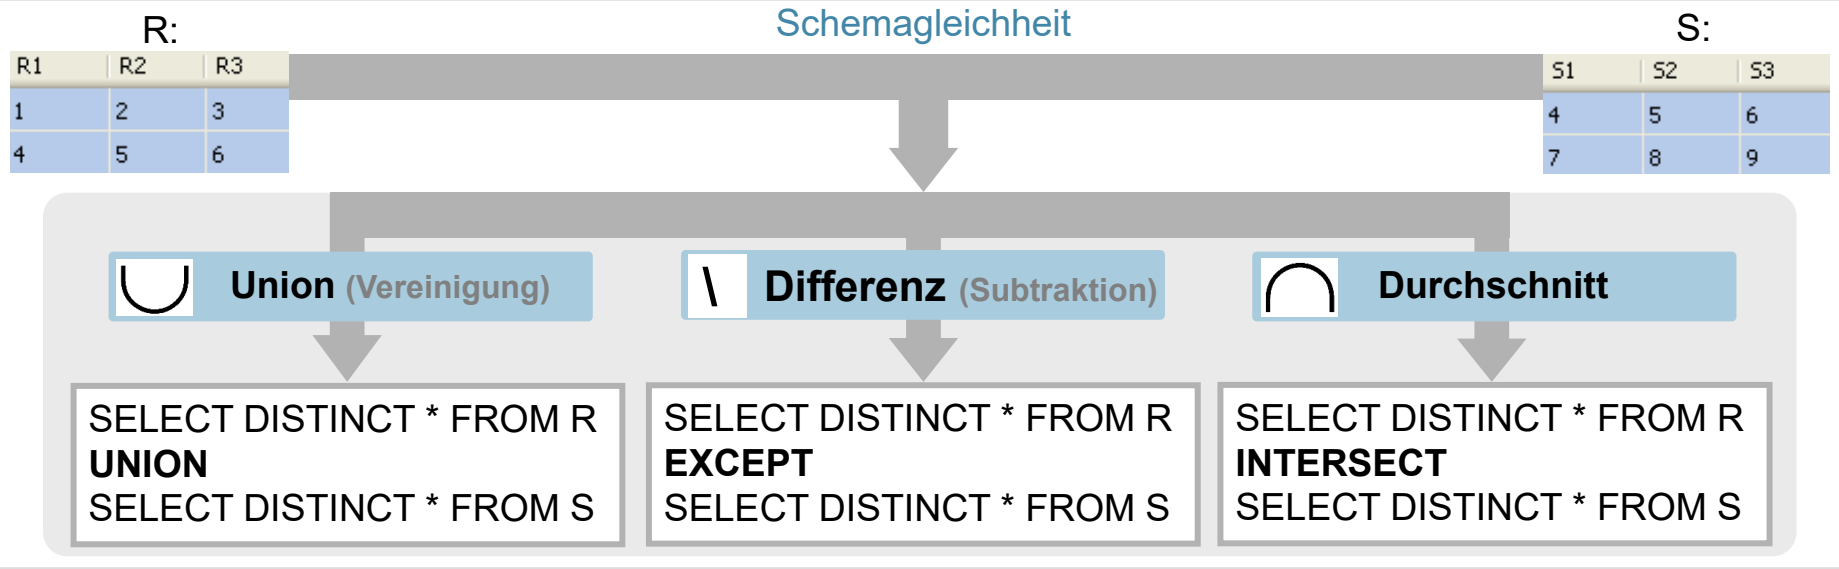 Schemagleichheit
R:
R1 R2 R3
1 2 3
4 5 6
S:
S1 S2 S3
4 5 6
7 8 9
∪ Union (Vereinigung)
\ Differenz (Subtraktion)
∩ Durchschnitt
SELECT DISTINCT * FROM R
UNION
SELECT DISTINCT * FROM S
SELECT DISTINCT * FROM R
EXCEPT
SELECT DISTINCT * FROM S
SELECT DISTINCT * FROM R
INTERSECT
SELECT DISTINCT * FROM S